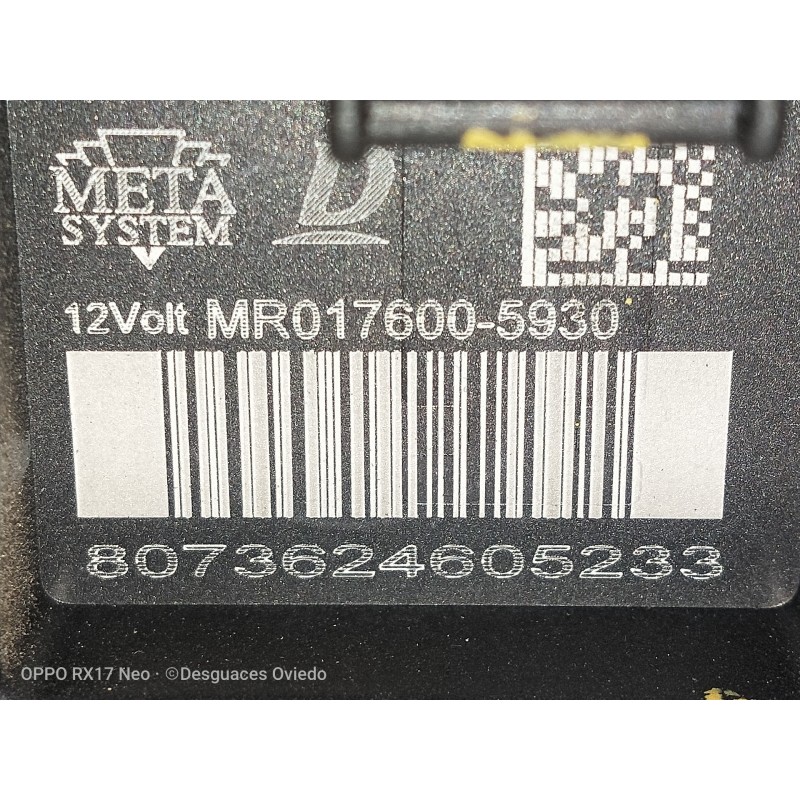 META
SYSTEM
D
12Volt MR017600-5930
8073624605233
OPPO RX17 Neo · ©Desguaces Oviedo